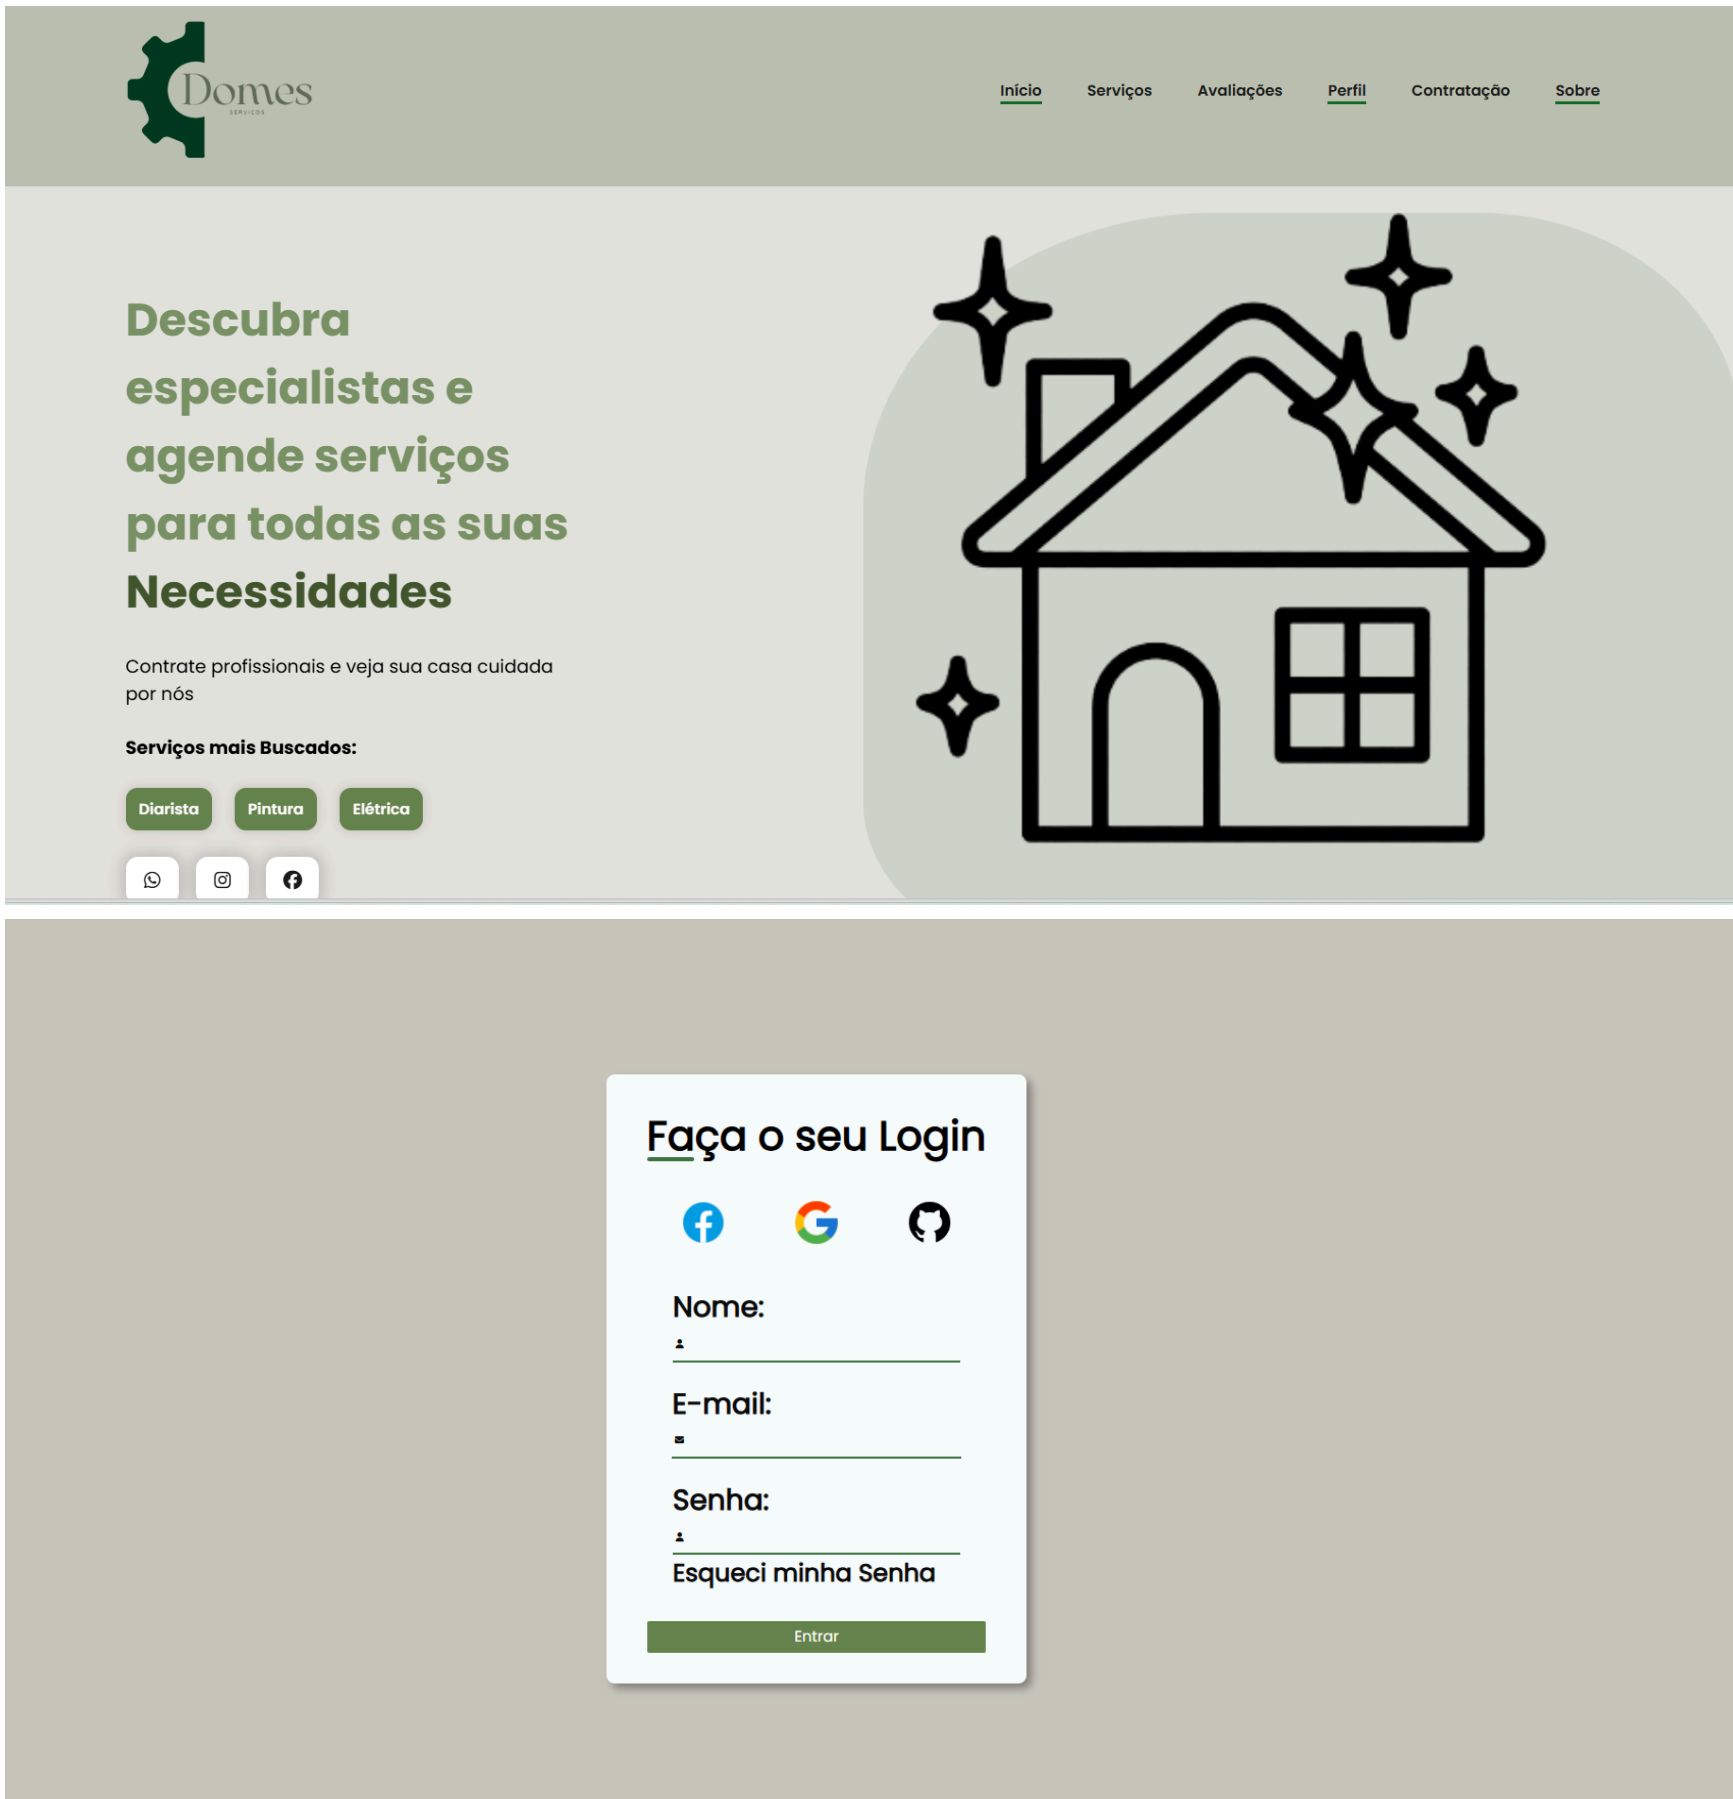 Domes
SERVIÇOS
Início Serviços Avaliações Perfil Contratação Sobre
Descubra
especialistas e
agende serviços
para todas as suas
Necessidades
Contrate profissionais e veja sua casa cuidada
por nós
Serviços mais Buscados:
Diarista Pintura Elétrica
Faça o seu Login
Nome:
E-mail:
Senha:
Esqueci minha Senha
Entrar